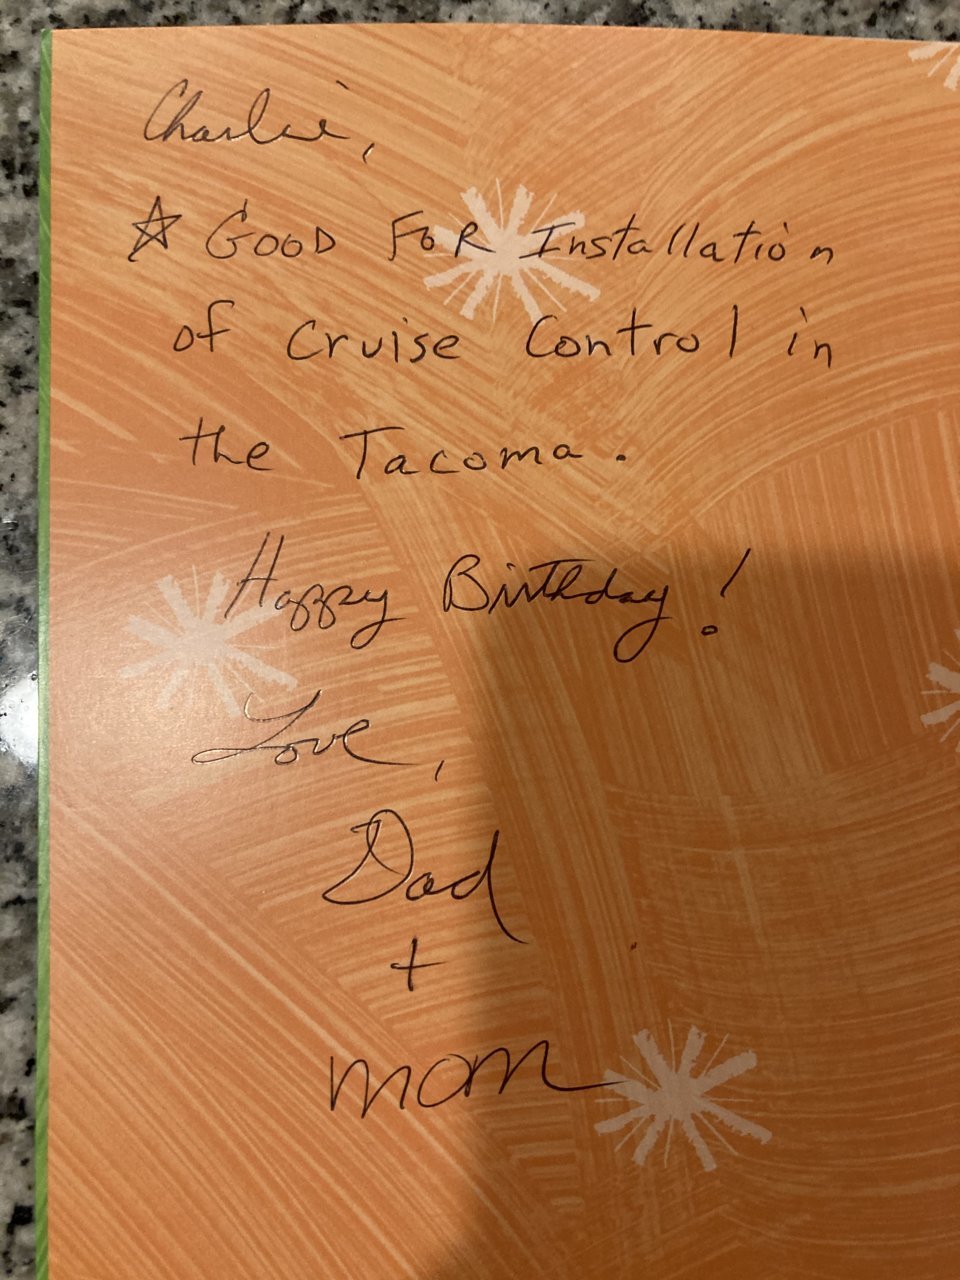 Charlie,
☆ GOOD FOR Installation
of Cruise Control in
the Tacoma.
Happy Birthday!
Love,
Dad
+
mom